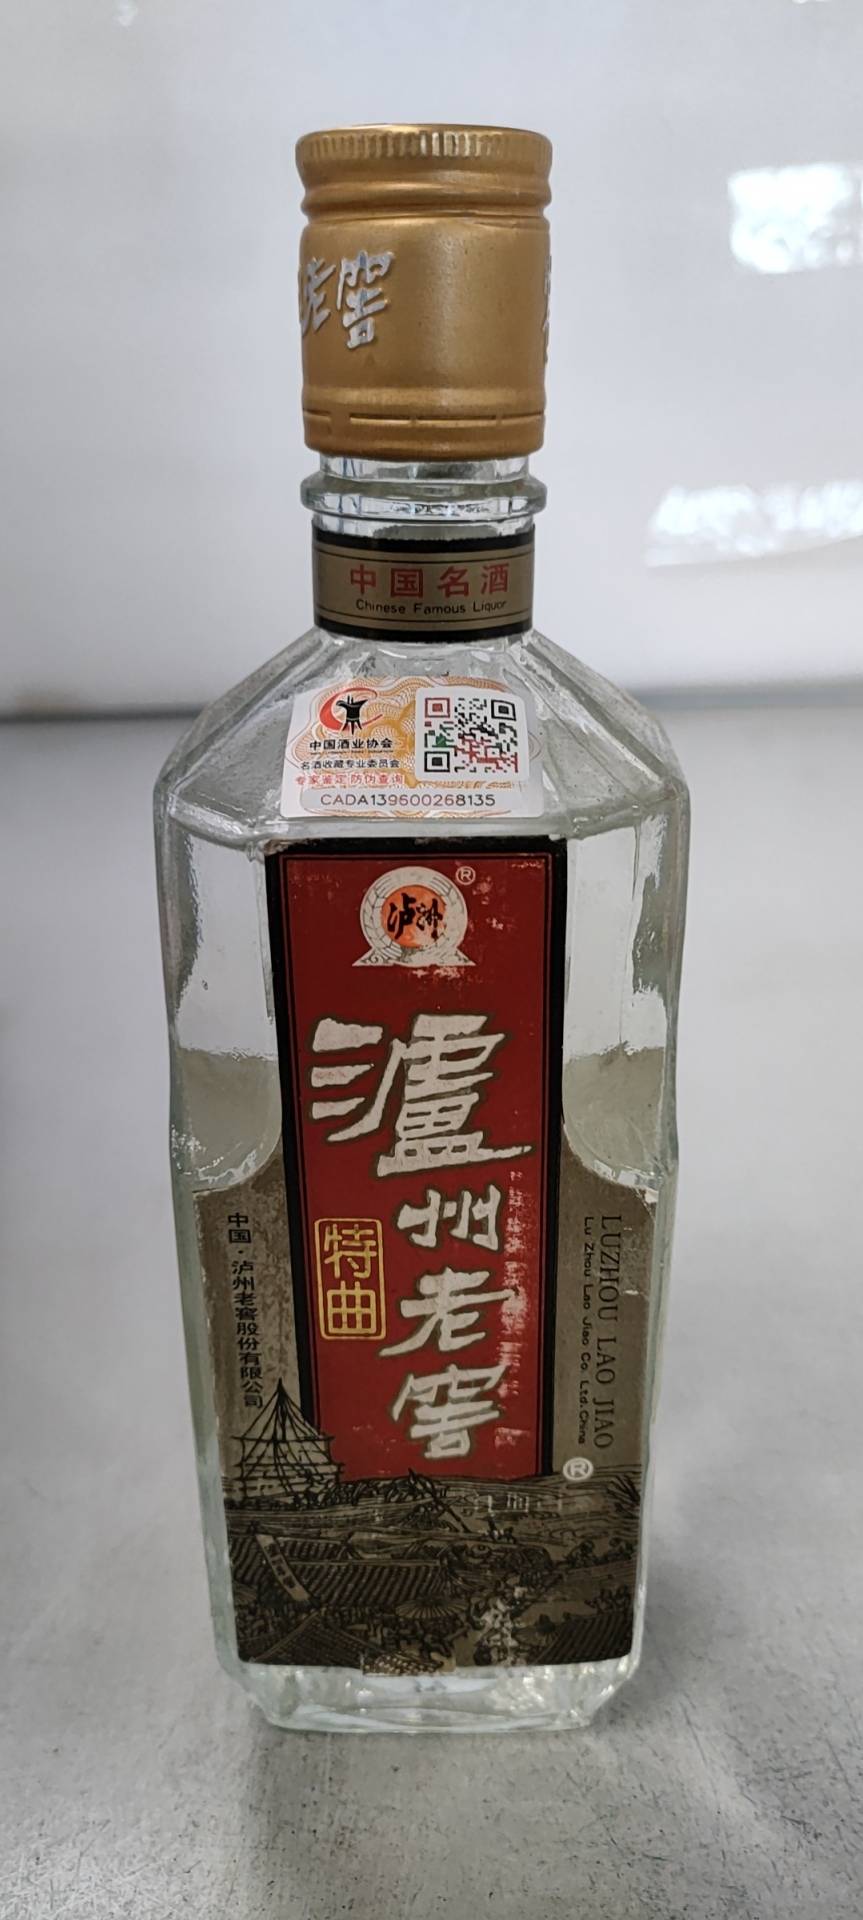 老窖
中国名酒
Chinese Famous Liquor
中国酒业协会
名酒收藏专业委员会
专家鉴定 防伪查询
CADA139600268135
泸州
®
瀘州老窖
特曲
中国·泸州老窖股份有限公司
LUZHOU LAO JIAO
Lu Zhou Lao Jiao Co. Ltd. China
®